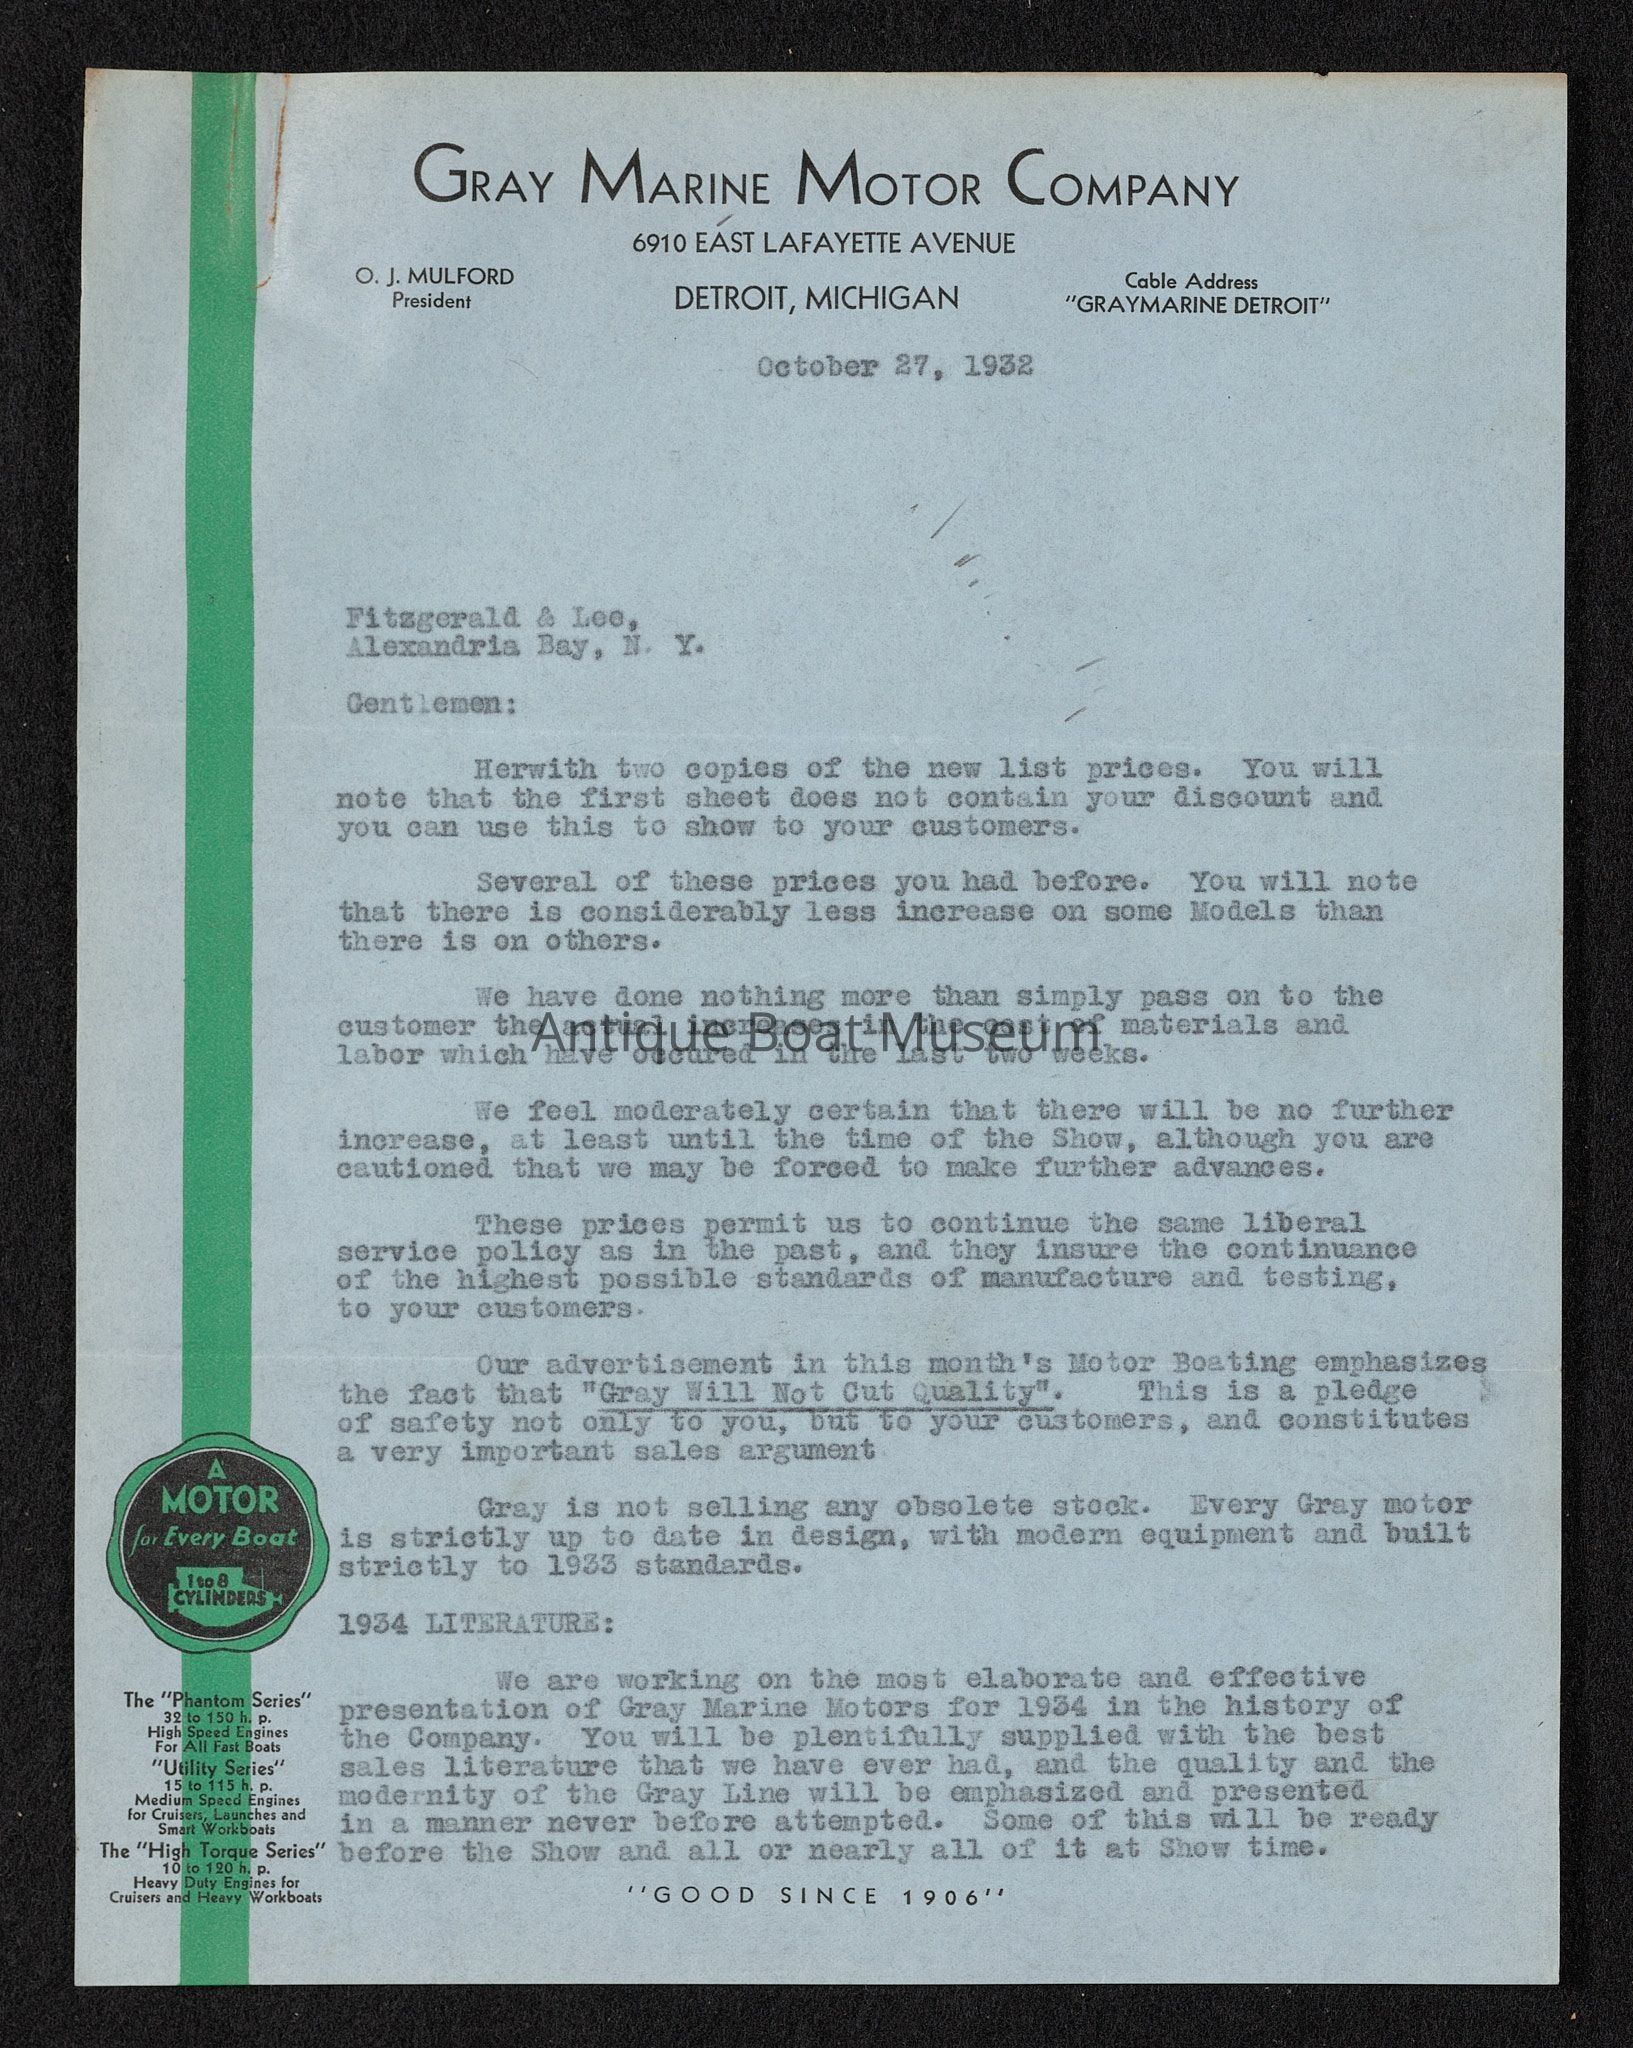 GRAY MARINE MOTOR COMPANY
6910 EAST LAFAYETTE AVENUE
O. J. MULFORD
President
DETROIT, MICHIGAN
Cable Address
"GRAYMARINE DETROIT"
October 27, 1932
Fitzgerald & Lee,
Alexandria Bay, N. Y.
Gentlemen:
Herwith two copies of the new list prices. You will
note that the first sheet does not contain your discount and
you can use this to show to your customers.
Several of these prices you had before. You will note
that there is considerably less increase on some Models than
there is on others.
We have done nothing more than simply pass on to the
customer the actual increases in the cost of materials and
labor which have occured in the last two weeks.
Antique Boat Museum
We feel moderately certain that there will be no further
increase, at least until the time of the Show, although you are
cautioned that we may be forced to make further advances.
These prices permit us to continue the same liberal
service policy as in the past, and they insure the continuance
of the highest possible standards of manufacture and testing,
to your customers.
Our advertisement in this month's Motor Boating emphasizes
the fact that "Gray Will Not Cut Quality". This is a pledge
of safety not only to you, but to your customers, and constitutes
a very important sales argument
Gray is not selling any obsolete stock. Every Gray motor
is strictly up to date in design, with modern equipment and built
strictly to 1933 standards.
1934 LITERATURE:
We are working on the most elaborate and effective
presentation of Gray Marine Motors for 1934 in the history of
the Company. You will be plentifully supplied with the best
sales literature that we have ever had, and the quality and the
modernity of the Gray Line will be emphasized and presented
in a manner never before attempted. Some of this will be ready
before the Show and all or nearly all of it at Show time.
A
MOTOR
for Every Boat
1 to 8
CYLINDERS
The "Phantom Series"
32 to 150 h. p.
High Speed Engines
For All Fast Boats
"Utility Series"
15 to 115 h. p.
Medium Speed Engines
for Cruisers, Launches and
Smart Workboats
The "High Torque Series"
10 to 120 h. p.
Heavy Duty Engines for
Cruisers and Heavy Workboats
"GOOD SINCE 1906"